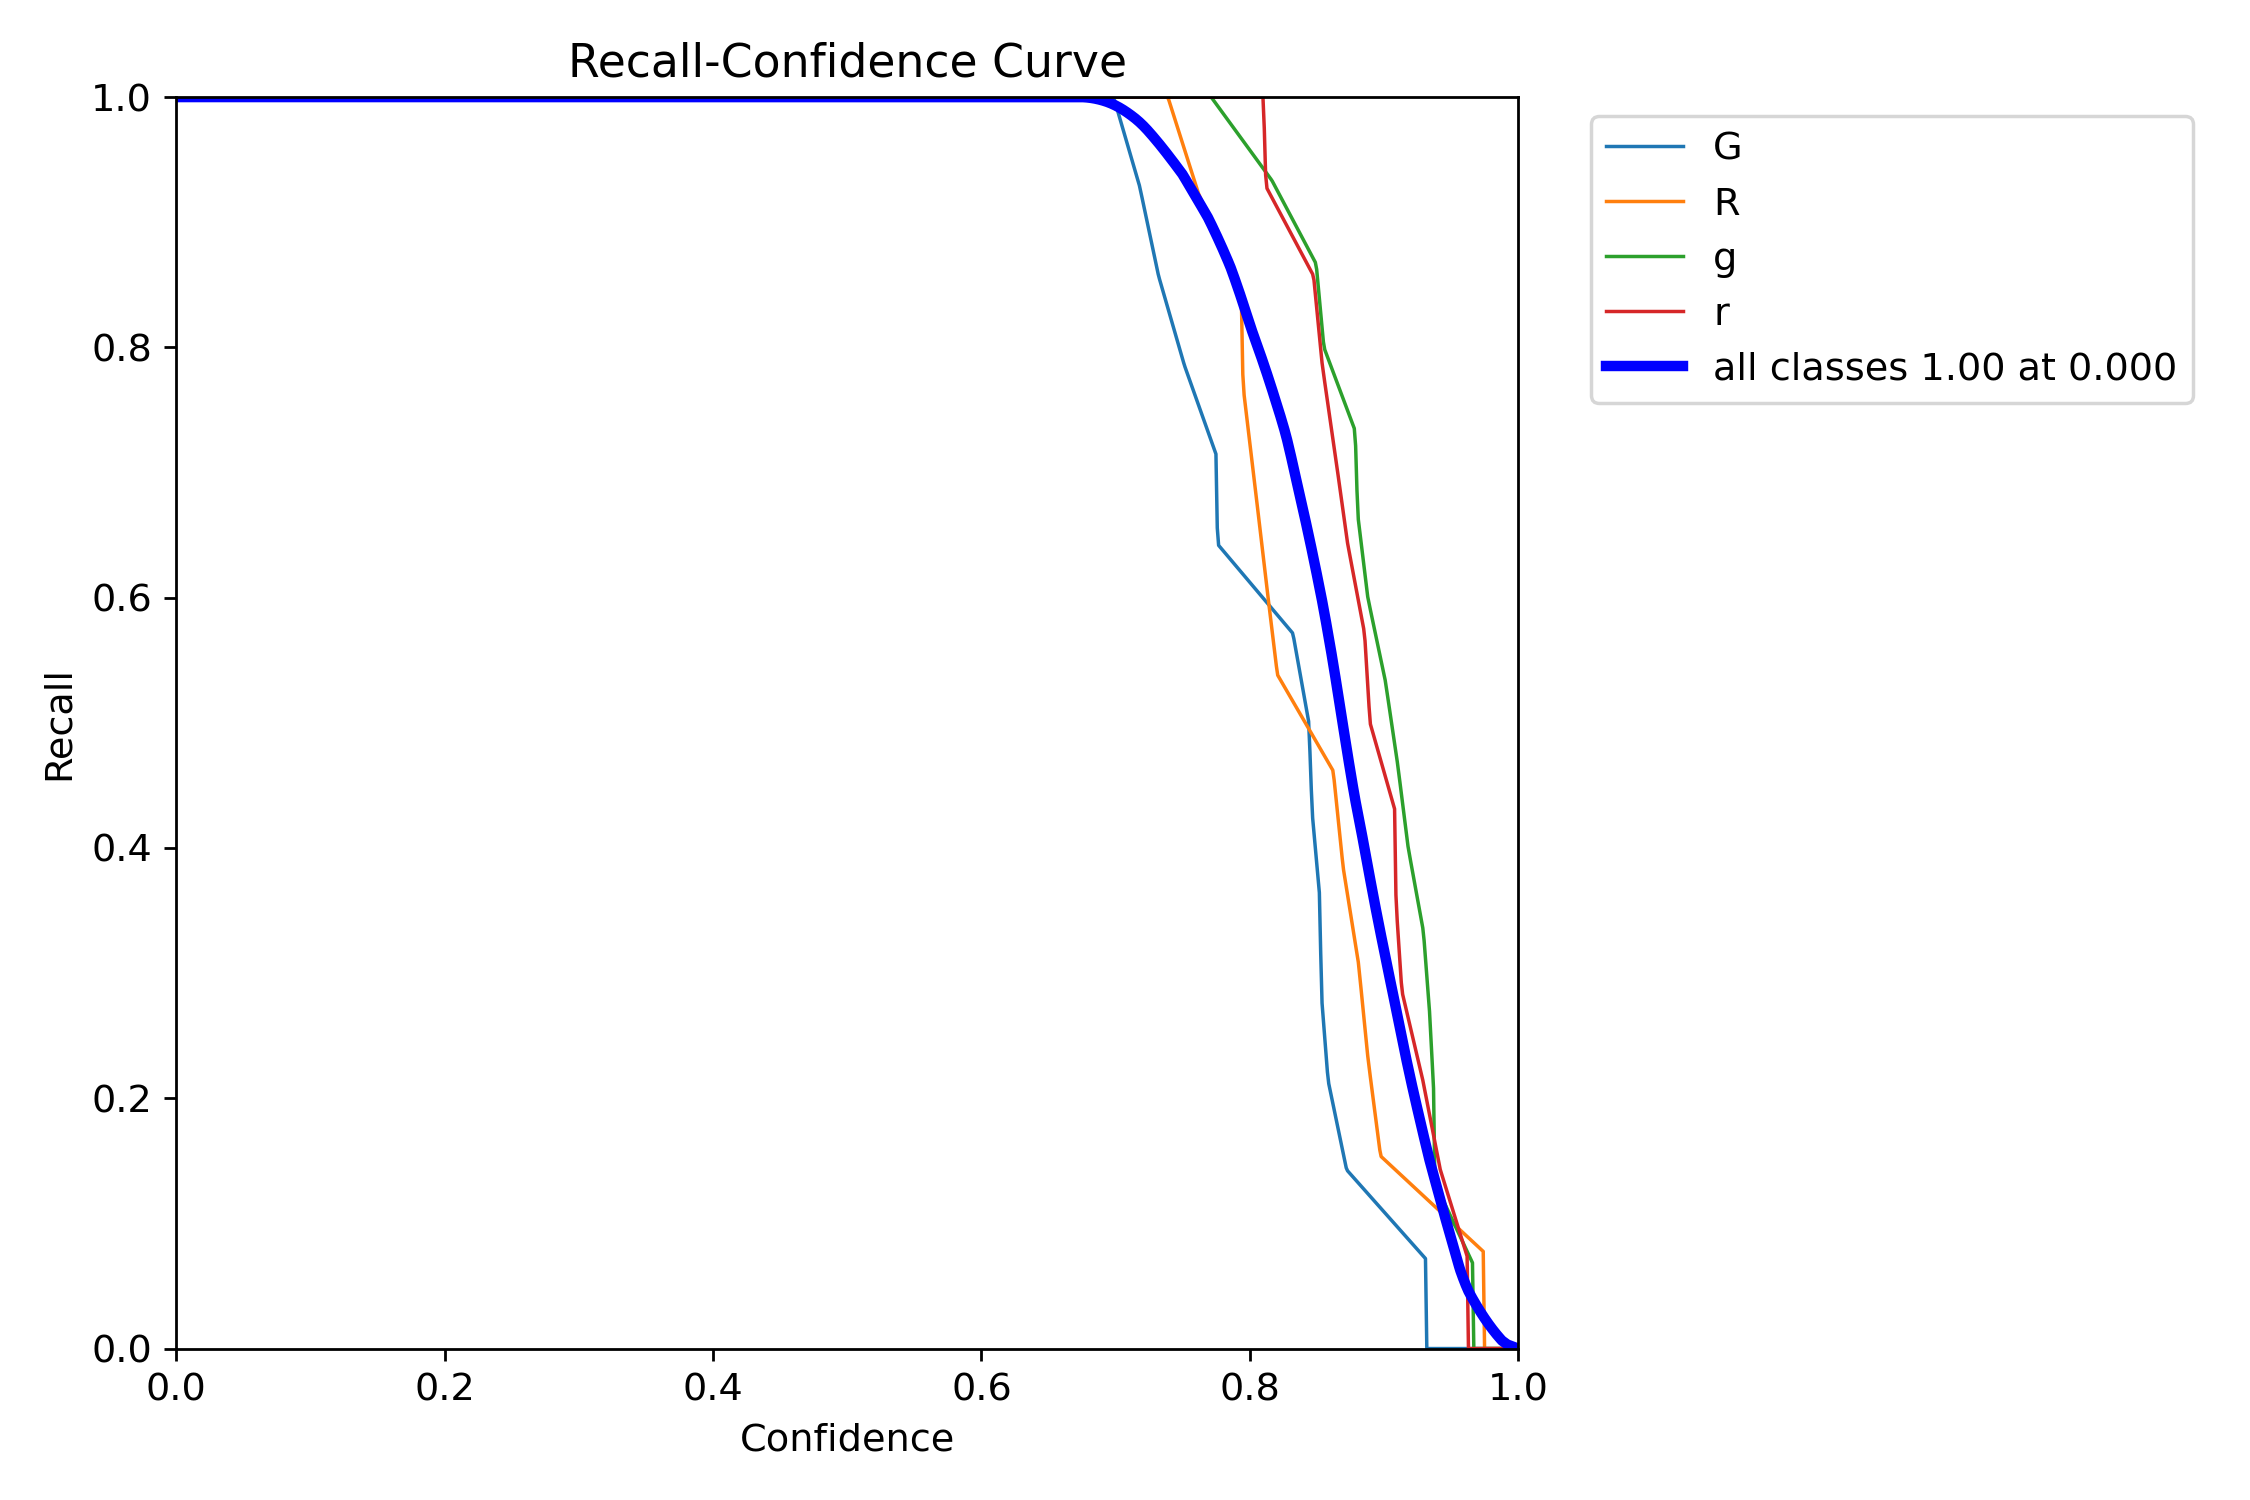 Recall-Confidence Curve
1.0
0.8
0.6
0.4
0.2
0.0
Recall
0.0 0.2 0.4 0.6 0.8 1.0
Confidence
G
R
g
r
all classes 1.00 at 0.000